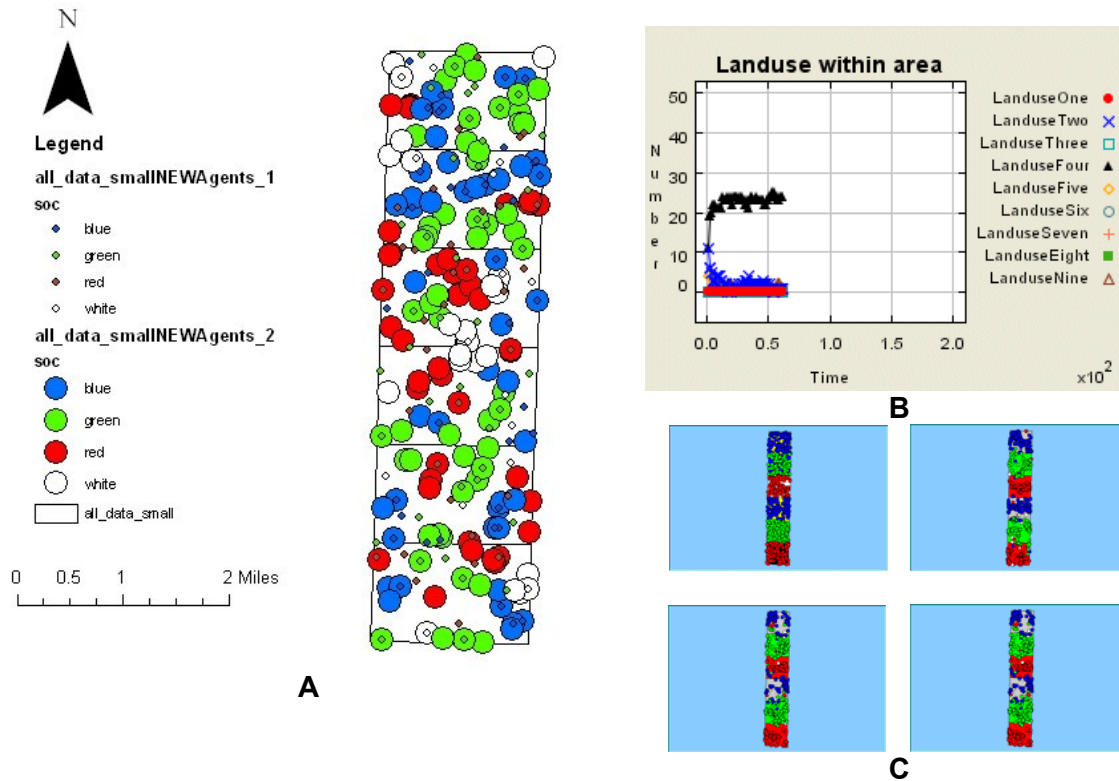 N
Legend
all_data_smallNEWAgents_1
soc
blue
green
red
white
all_data_smallNEWAgents_2
soc
blue
green
red
white
all_data_small
0 0.5 1 2 Miles
A
Landuse within area
50
40
30
20
10
0
Number
0.0 0.5 1.0 1.5 2.0
Time
x10²
LanduseOne
LanduseTwo
LanduseThree
LanduseFour
LanduseFive
LanduseSix
LanduseSeven
LanduseEight
LanduseNine
B
C